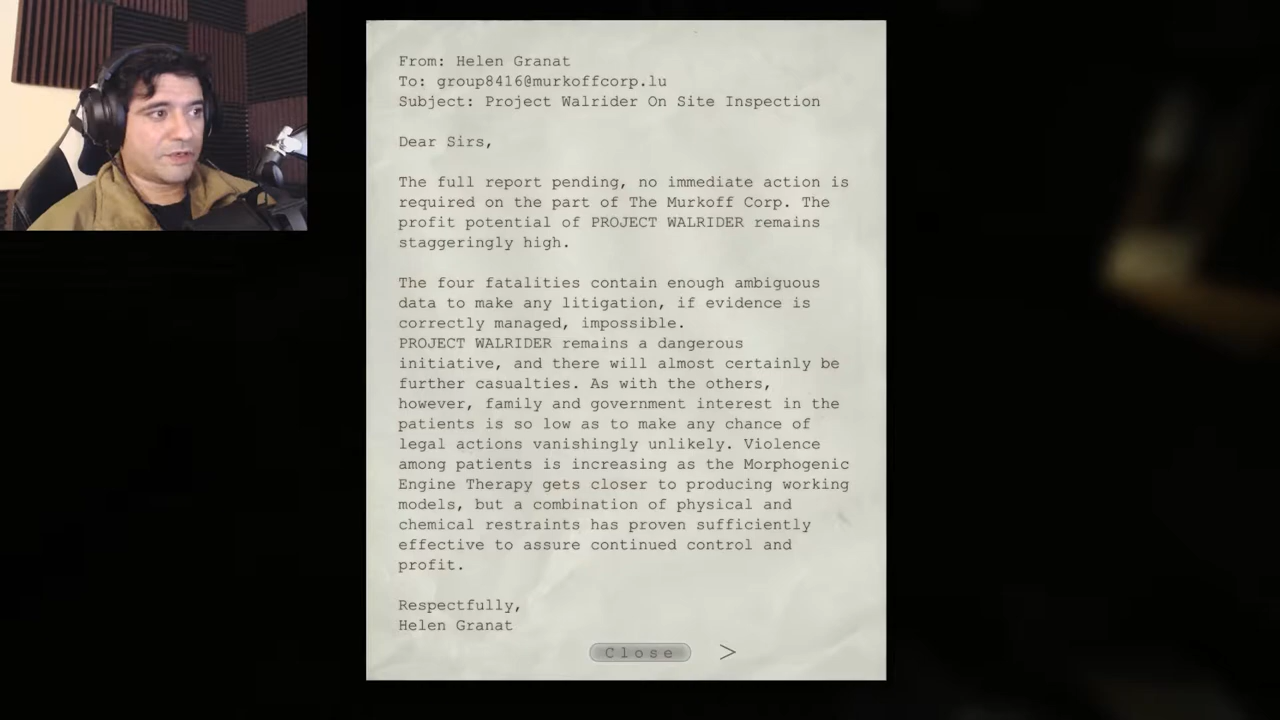 From: Helen Granat
To: group8416@murkoffcorp.lu
Subject: Project Walrider On Site Inspection
Dear Sirs,
The full report pending, no immediate action is
required on the part of The Murkoff Corp. The
profit potential of PROJECT WALRIDER remains
staggeringly high.
The four fatalities contain enough ambiguous
data to make any litigation, if evidence is
correctly managed, impossible.
PROJECT WALRIDER remains a dangerous
initiative, and there will almost certainly be
further casualties. As with the others,
however, family and government interest in the
patients is so low as to make any chance of
legal actions vanishingly unlikely. Violence
among patients is increasing as the Morphogenic
Engine Therapy gets closer to producing working
models, but a combination of physical and
chemical restraints has proven sufficiently
effective to assure continued control and
profit.
Respectfully,
Helen Granat
Close >